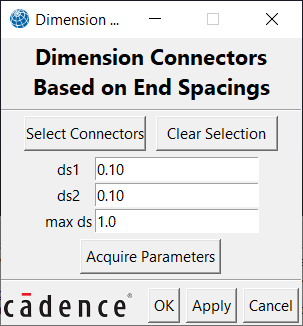 Dimension ...
Dimension Connectors
Based on End Spacings
Select Connectors Clear Selection
ds1 0.10
ds2 0.10
max ds 1.0
Acquire Parameters
cādence® OK Apply Cancel